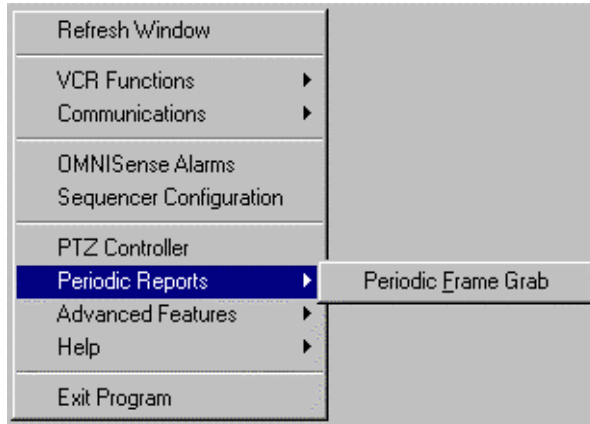 Refresh Window
VCR Functions
Communications
OMNISense Alarms
Sequencer Configuration
PTZ Controller
Periodic Reports
Periodic Frame Grab
Advanced Features
Help
Exit Program